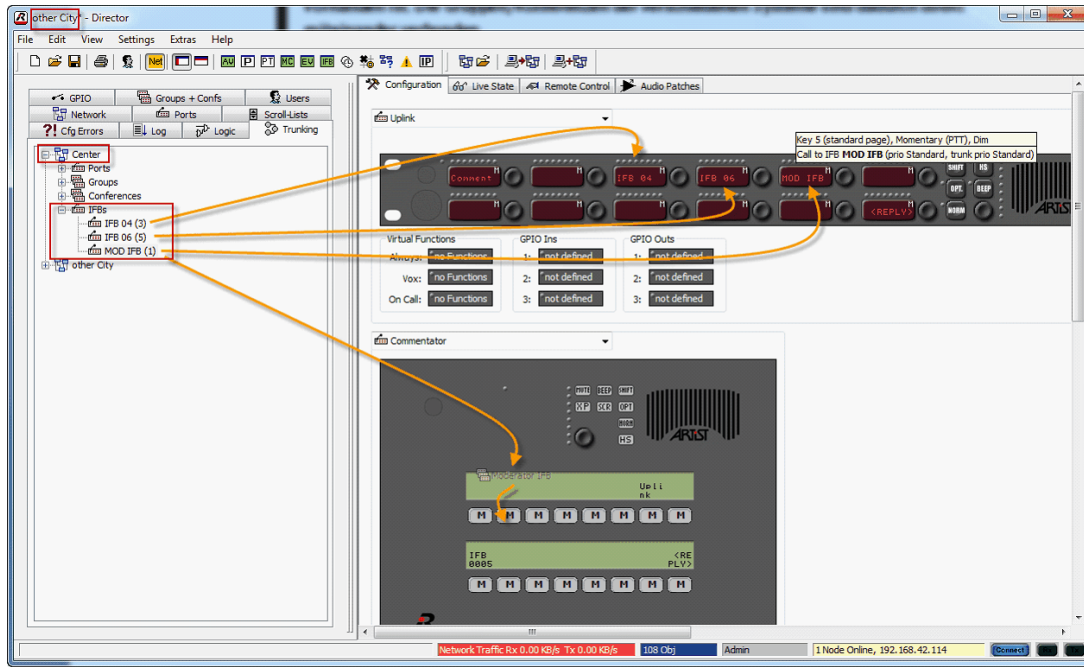 other City* - Director
File Edit View Settings Extras Help
Net AU P PT MC EV IFB IP
GPIO Groups + Confs Users
Network Ports Scroll-Lists
?! Cfg Errors Log Logic Trunking
Center
Ports
Groups
Conferences
IFBs
IFB 04 (3)
IFB 06 (5)
MOD IFB (1)
other City
Configuration Live State Remote Control Audio Patches
Uplink
Key 5 (standard page), Momentary (PTT), Dim
Call to IFB MOD IFB (prio Standard, trunk prio Standard)
Comment M M IFB 04 M IFB 06 M MOD IFB M M SHIFT HS
OPT. BEEP
M M M M M <REPLY> M NORM ARTIST
Virtual Functions GPIO Ins GPIO Outs
Always: no Functions 1: not defined 1: not defined
Vox: no Functions 2: not defined 2: not defined
On Call: no Functions 3: not defined 3: not defined
Commentator
MUTE BEEP SHIFT
XP SCR OPT
NORM
HS
ARTIST
Moderator IFB
Upli
nk
M M M M M M M M
IFB <RE
0005 PLY>
M M M M M M M M
R
Network Traffic Rx 0.00 KB/s Tx 0.00 KB/s 108 Obj Admin 1 Node Online, 192.168.42.114 Connect